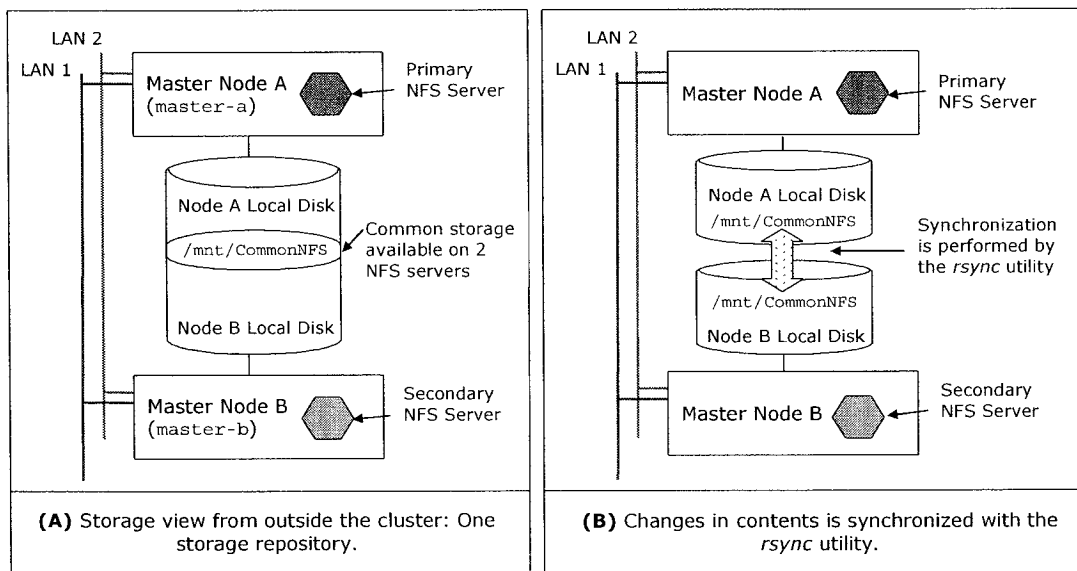 LAN 2
LAN 1
Master Node A
(master-a)
Primary
NFS Server
Node A Local Disk
/mnt/CommonNFS
Common storage
available on 2
NFS servers
Node B Local Disk
Master Node B
(master-b)
Secondary
NFS Server
(A) Storage view from outside the cluster: One
storage repository.
LAN 2
LAN 1
Master Node A
Primary
NFS Server
Node A Local Disk
/mnt/CommonNFS
Synchronization
is performed by
the rsync utility
/mnt/CommonNFS
Node B Local Disk
Master Node B
Secondary
NFS Server
(B) Changes in contents is synchronized with the
rsync utility.